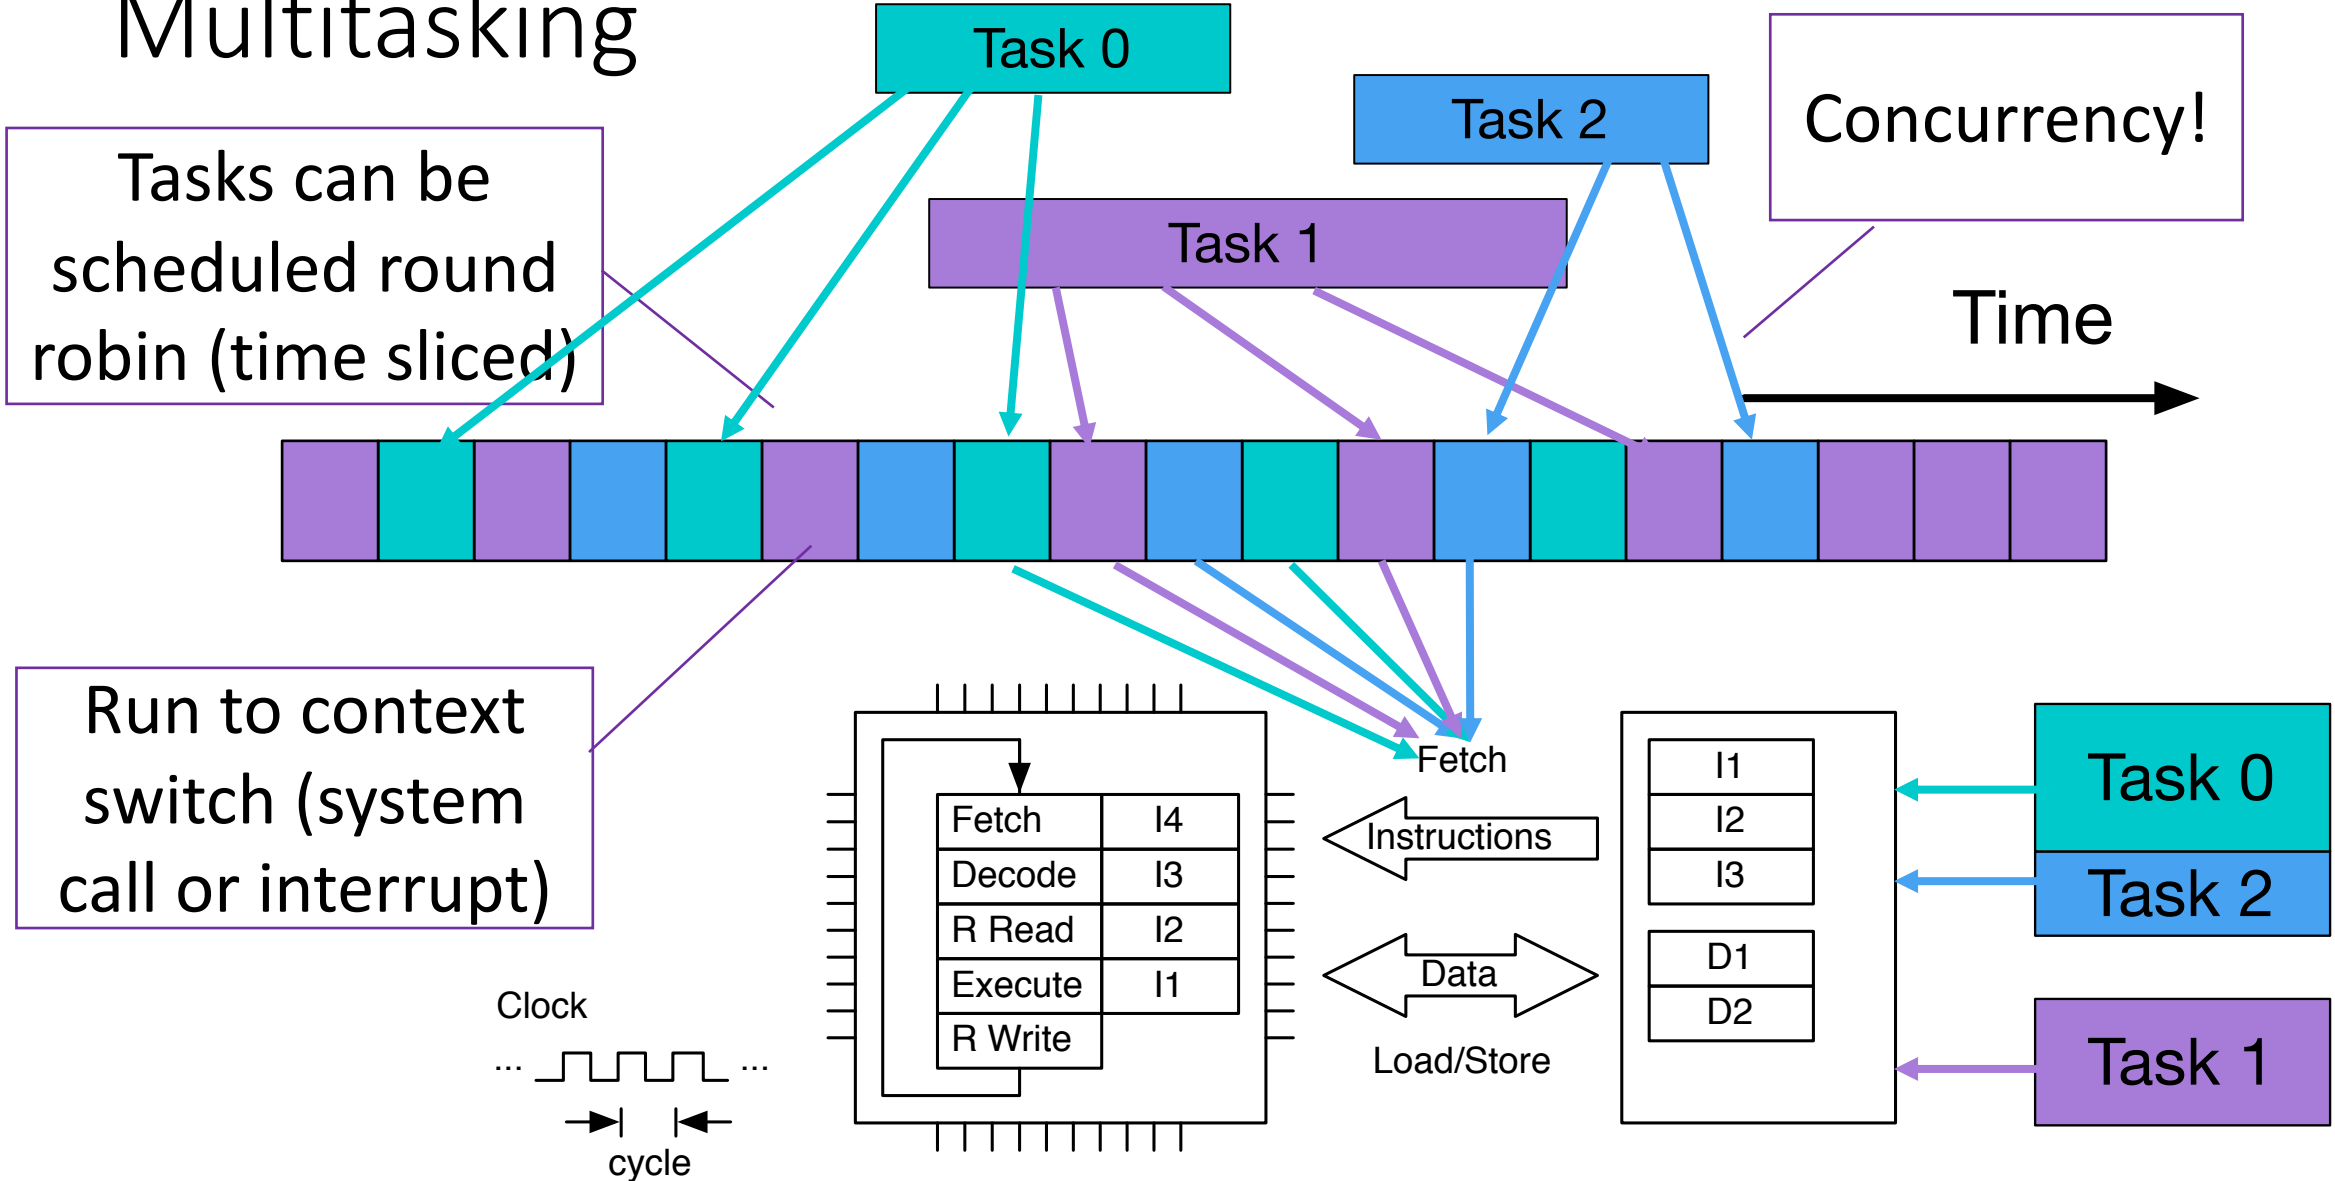 Multitasking
Task 0
Task 2
Concurrency!
Tasks can be
scheduled round
robin (time sliced)
Task 1
Time
Run to context
switch (system
call or interrupt)
Fetch
Fetch I4
Decode I3
R Read I2
Execute I1
R Write
Instructions
Data
Load/Store
I1
I2
I3
D1
D2
Task 0
Task 2
Task 1
Clock
... ...
cycle